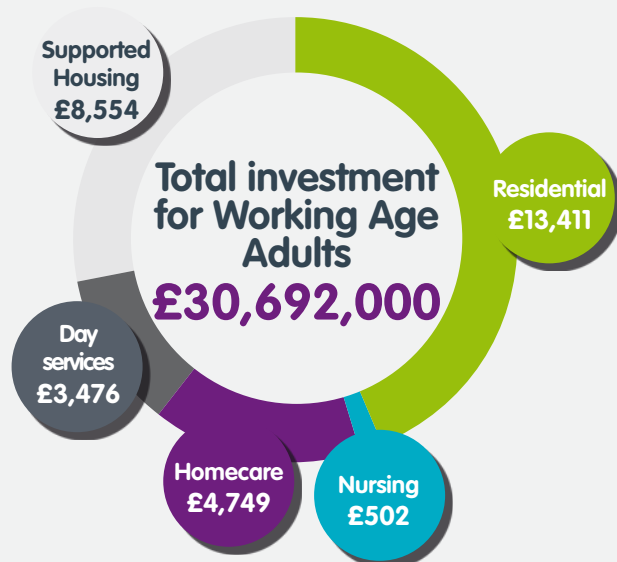 Supported
Housing
£8,554
Total investment
for Working Age
Adults
£30,692,000
Residential
£13,411
Day
services
£3,476
Homecare
£4,749
Nursing
£502